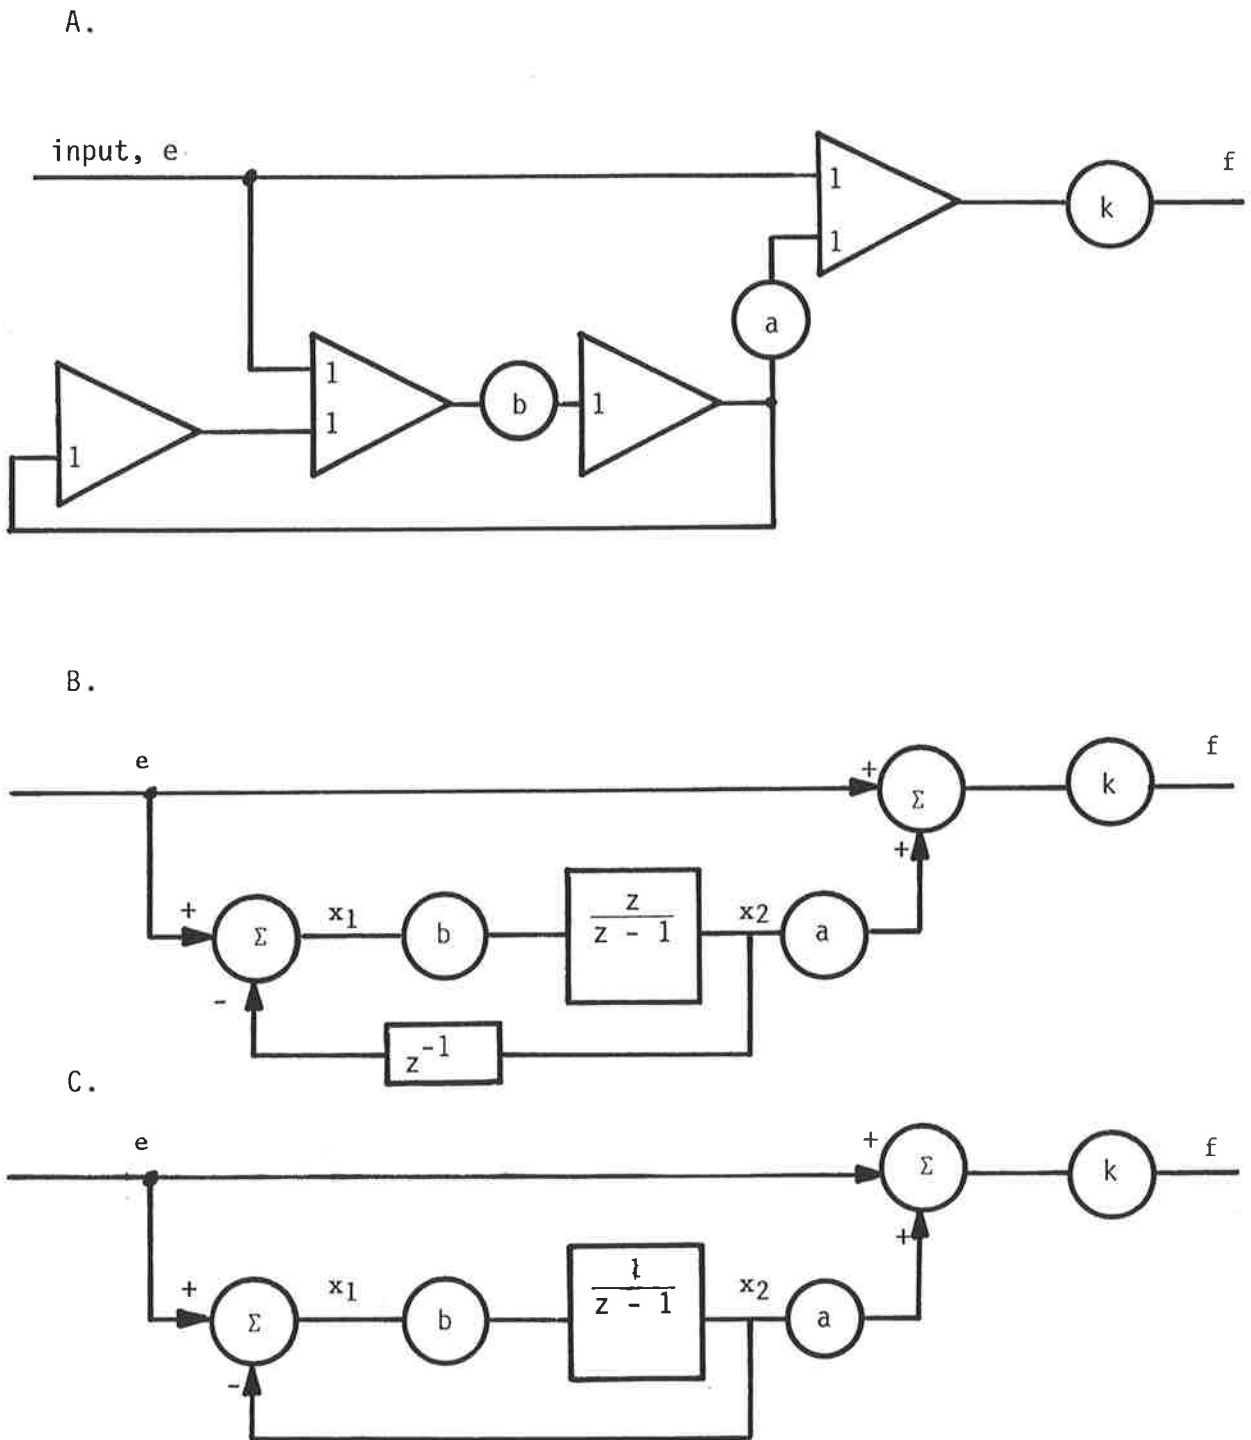 A.
input, e
f
1
k
1
a
1
b
1
1
1
B.
e
f
+
k
Σ
+
+
x1
z
x2
Σ
b
z - 1
a
-
z-1
C.
e
+
f
Σ
k
+
+
x1
1
x2
Σ
b
z - 1
a
-